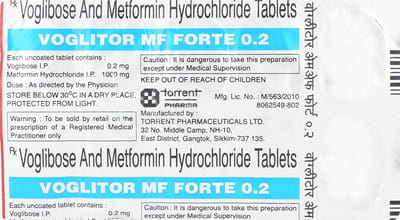 Rx Voglibose And Metformin Hydrochloride Tablets
VOGLITOR MF FORTE 0.2
Each uncoated tablet contains :
Voglibose I.P. 0.2 mg
Metformin Hydrochloride I.P. 1000 mg
Dose : As directed by the Physician
STORE BELOW 30°C IN A DRY PLACE,
PROTECTED FROM LIGHT.
Warning : To be sold by retail on the
prescription of a Registered Medical
Practitioner only
Caution : It is dangerous to take this preparation
except under Medical Supervision
KEEP OUT OF REACH OF CHILDREN
torrent
PHARMA
Mfg. Lic. No. : M/563/2010
8062549-802
Manufactured by :
TORRENT PHARMACEUTICALS LTD.
32 No. Middle Camp, NH-10,
East District, Gangtok, Sikkim-737 135.
वोग्लीटोर एम एफ फोर्ट ०.२
Rx Voglibose And Metformin Hydrochloride Tablets
VOGLITOR MF FORTE 0.2
Each uncoated tablet contains :
Voglibose I.P. 0.2 mg
Caution : It is dangerous to take this preparation
except under Medical Supervision